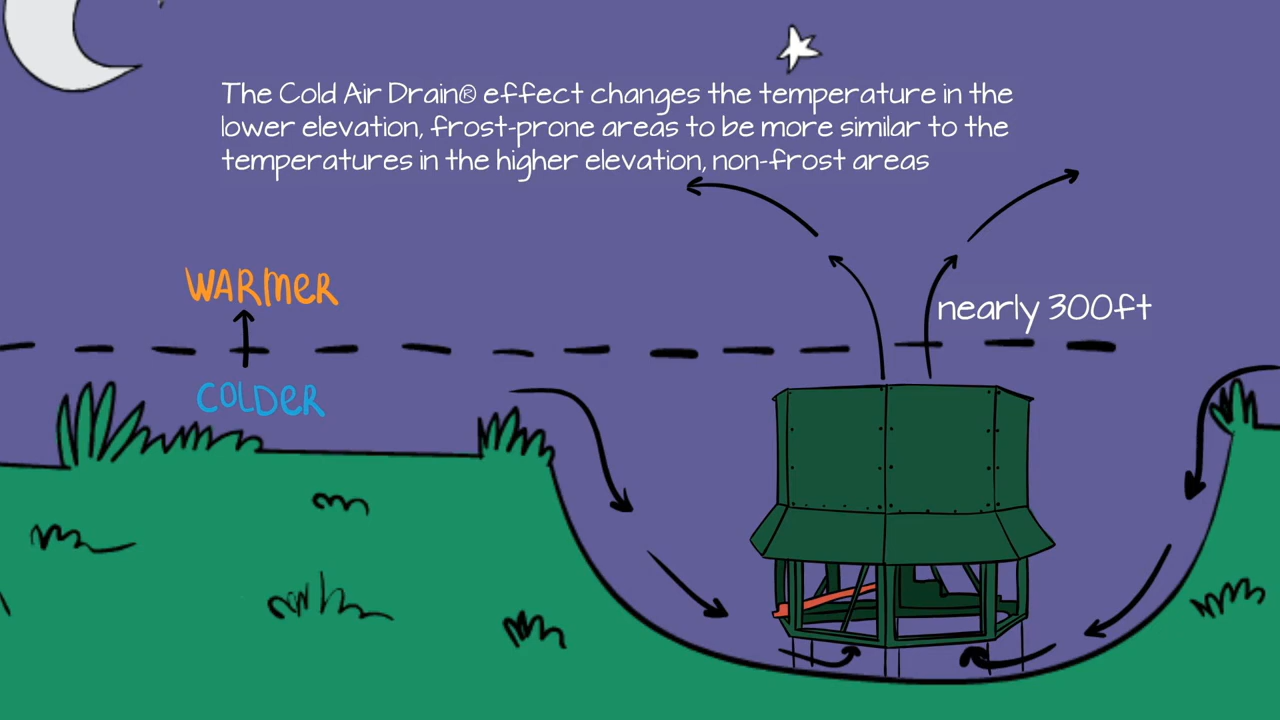 The Cold Air Drain® effect changes the temperature in the
lower elevation, frost-prone areas to be more similar to the
temperatures in the higher elevation, non-frost areas
WARMER
nearly 300ft
COLDER